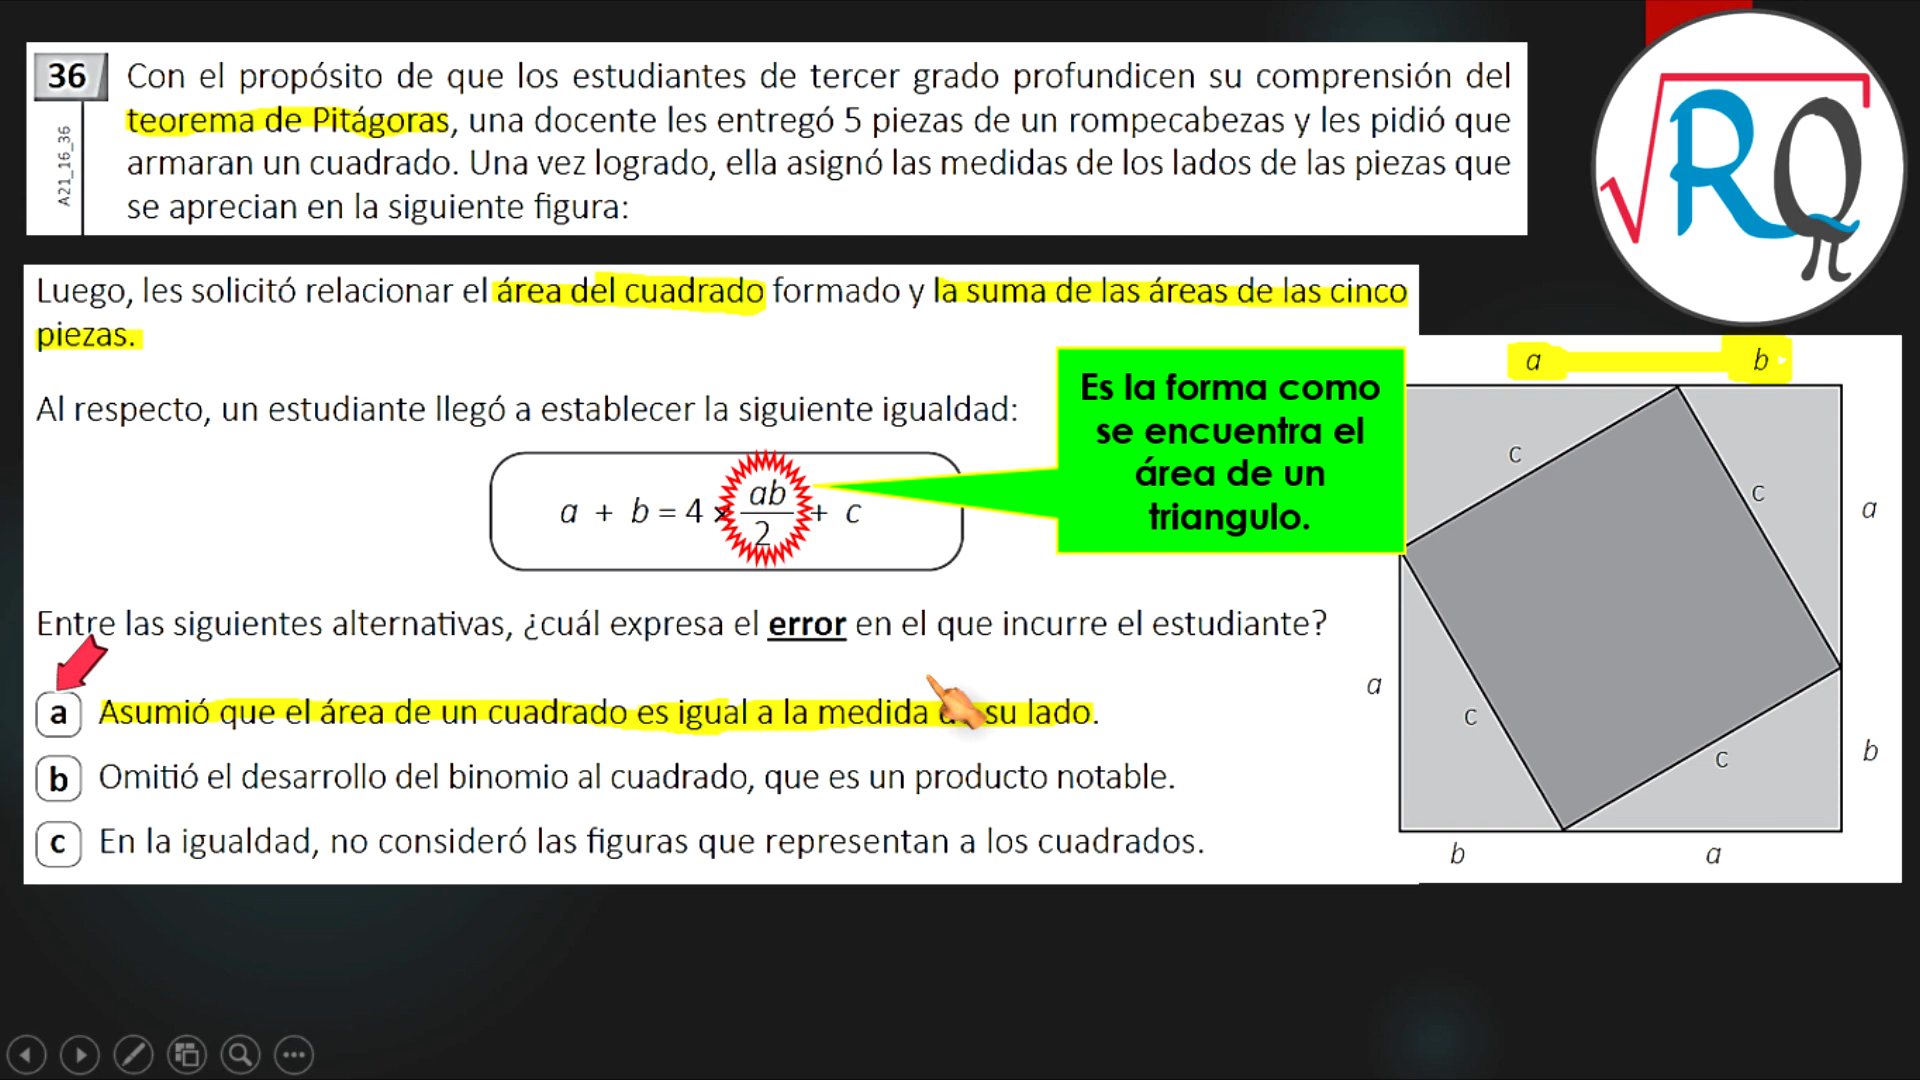 36
A21_16_36
Con el propósito de que los estudiantes de tercer grado profundicen su comprensión del
teorema de Pitágoras, una docente les entregó 5 piezas de un rompecabezas y les pidió que
armaran un cuadrado. Una vez logrado, ella asignó las medidas de los lados de las piezas que
se aprecian en la siguiente figura:
√RQπ
Luego, les solicitó relacionar el área del cuadrado formado y la suma de las áreas de las cinco
piezas.
Al respecto, un estudiante llegó a establecer la siguiente igualdad:
a + b = 4 × ab/2 + c
Es la forma como
se encuentra el
área de un
triangulo.
Entre las siguientes alternativas, ¿cuál expresa el error en el que incurre el estudiante?
a Asumió que el área de un cuadrado es igual a la medida su lado.
b Omitió el desarrollo del binomio al cuadrado, que es un producto notable.
c En la igualdad, no consideró las figuras que representan a los cuadrados.
a b
c
c
a
a
c
c
b
b a